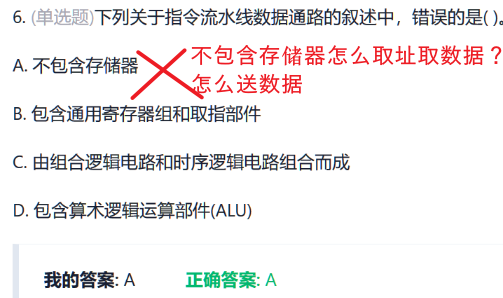 6. (单选题)下列关于指令流水线数据通路的叙述中，错误的是( )。
A. 不包含存储器
不包含存储器怎么取址取数据？
怎么送数据
B. 包含通用寄存器组和取指部件
C. 由组合逻辑电路和时序逻辑电路组合而成
D. 包含算术逻辑运算部件(ALU)
我的答案: A 正确答案: A